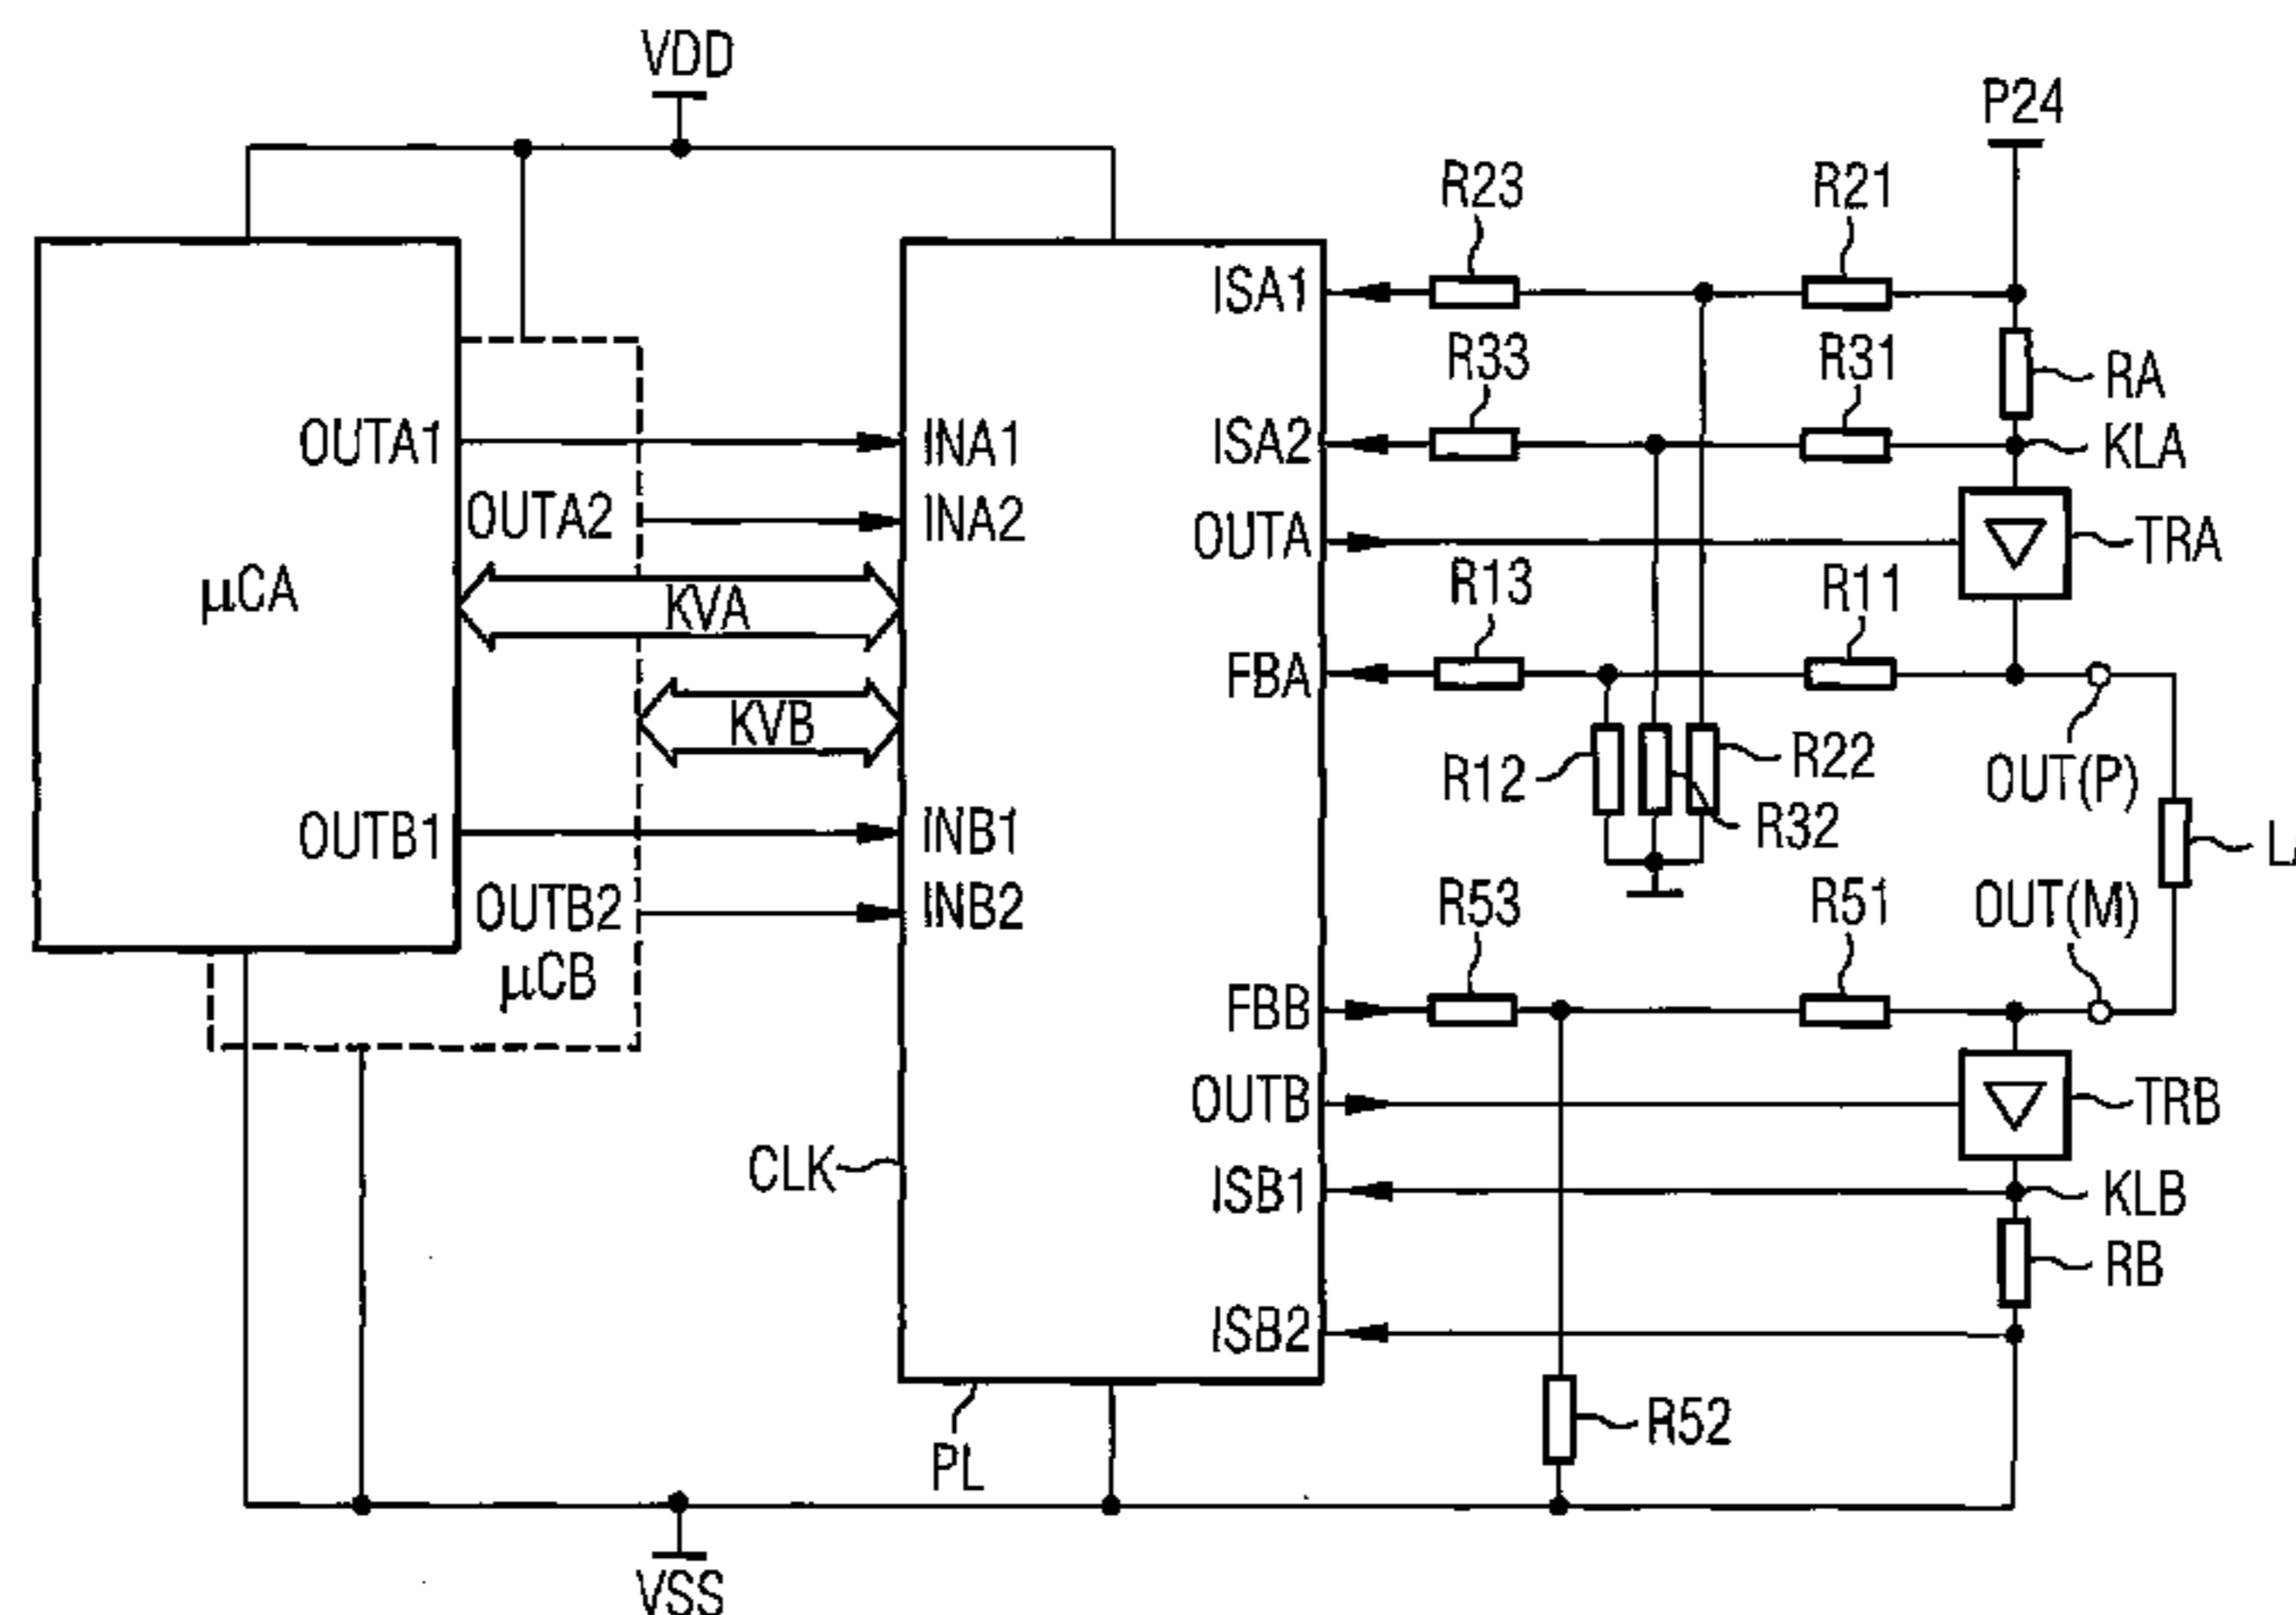 VDD
P24
R23
R21
ISA1
R33
R31
RA
OUTA1
INA1
ISA2
KLA
OUTA2
INA2
OUTA
TRA
µCA
KVA
R13
R11
FBA
KVB
R12
R22
OUT(P)
R32
OUTB1
INB1
OUTB2
INB2
R53
R51
OUT(M)
µCB
FBB
OUTB
TRB
CLK
ISB1
KLB
RB
ISB2
R52
PL
VSS